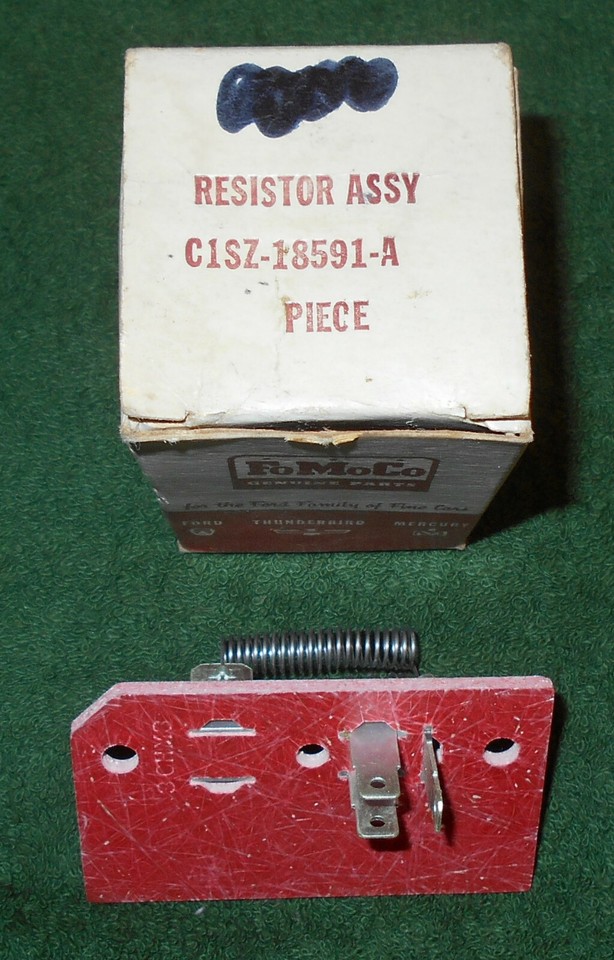 RESISTOR ASSY
C1SZ-18591-A
PIECE
FoMoCo
GENUINE PARTS
for the Ford Family of Fine Cars
FORD THUNDERBIRD MERCURY